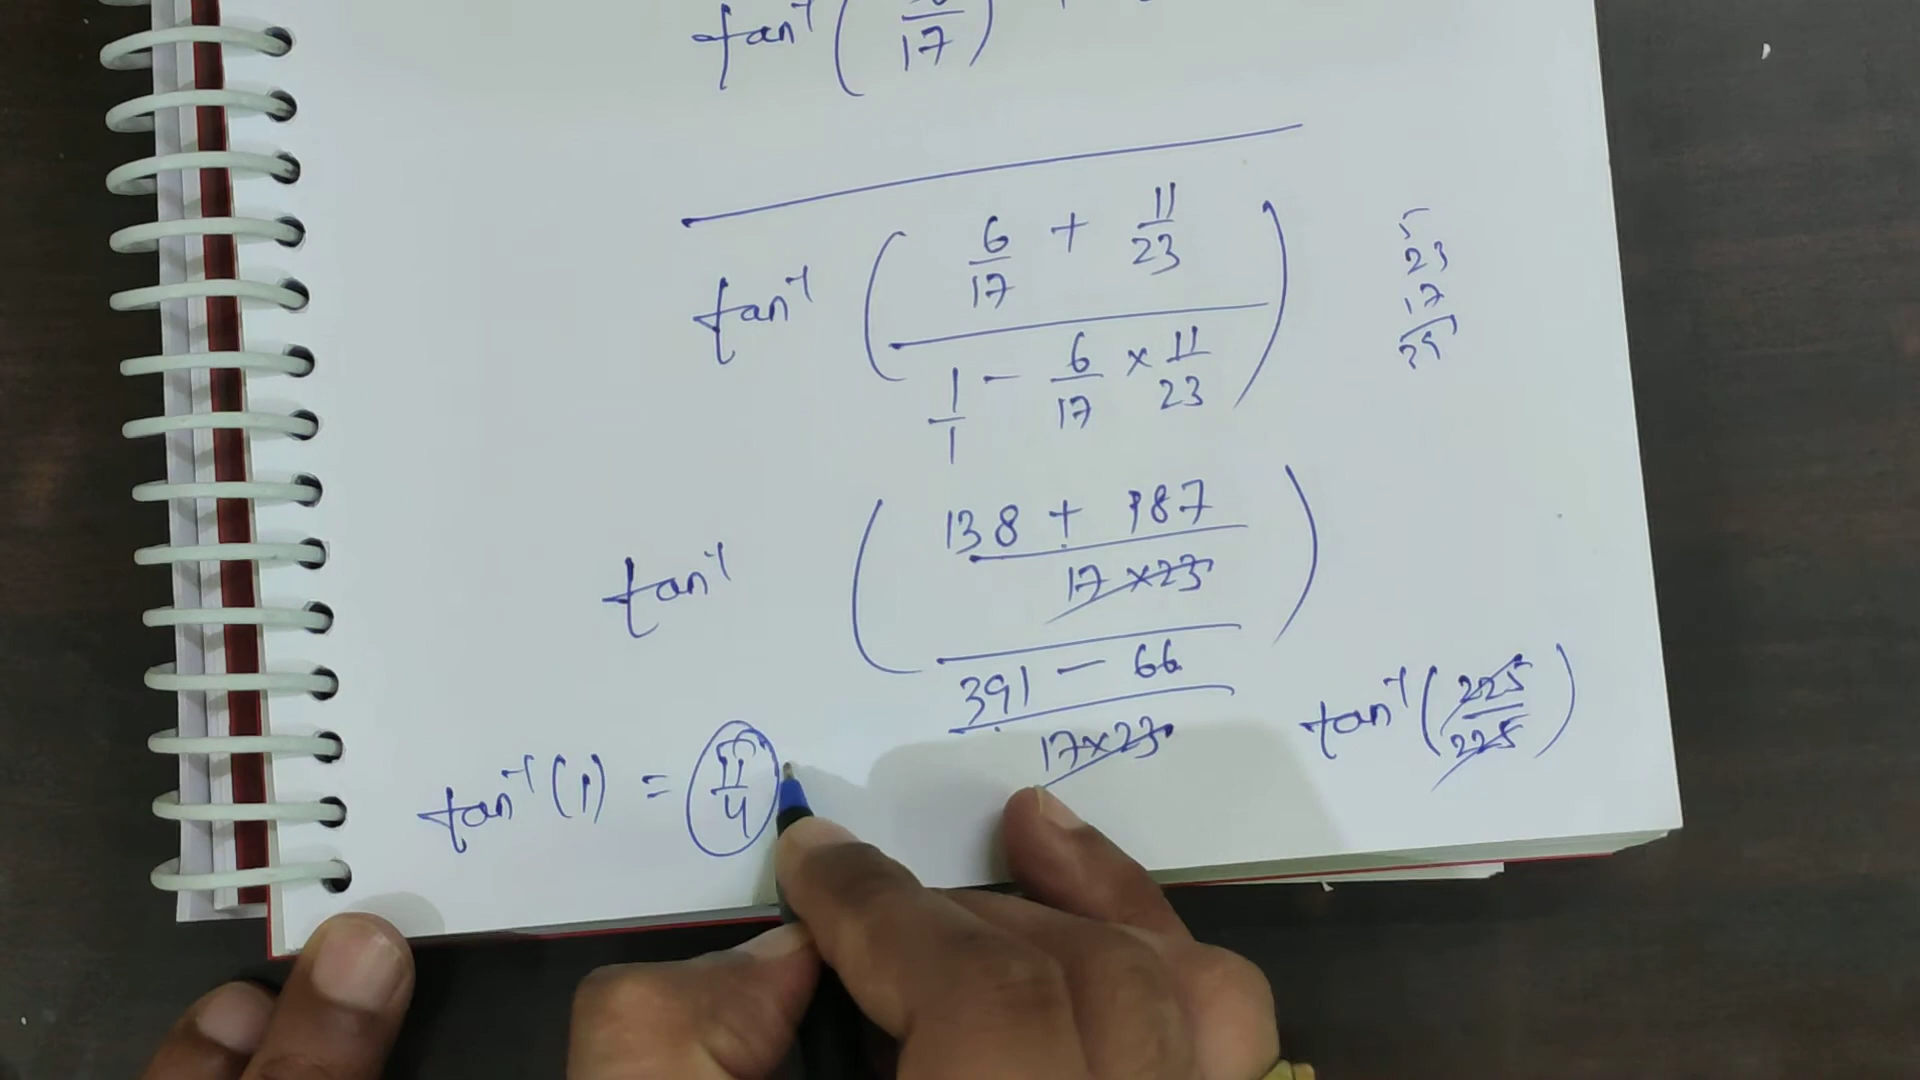 tan⁻¹ ( /17 )
tan⁻¹ ( (6/17 + 11/23) / (1/1 − 6/17 × 11/23) )
23
17
tan⁻¹ ( ((138 + 187) / (17×23)) / ((391 − 66) / (17×23)) )
tan⁻¹ ( 225/225 )
tan⁻¹ (1) = π/4